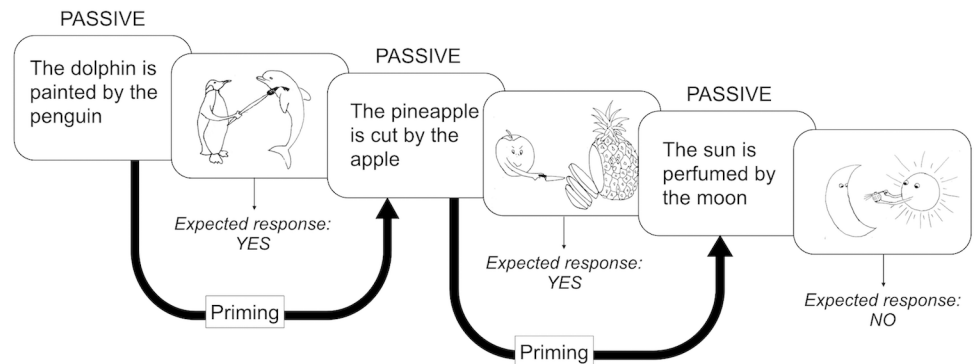 PASSIVE
The dolphin is
painted by the
penguin
Expected response:
YES
PASSIVE
The pineapple
is cut by the
apple
Expected response:
YES
PASSIVE
The sun is
perfumed by
the moon
Expected response:
NO
Priming
Priming